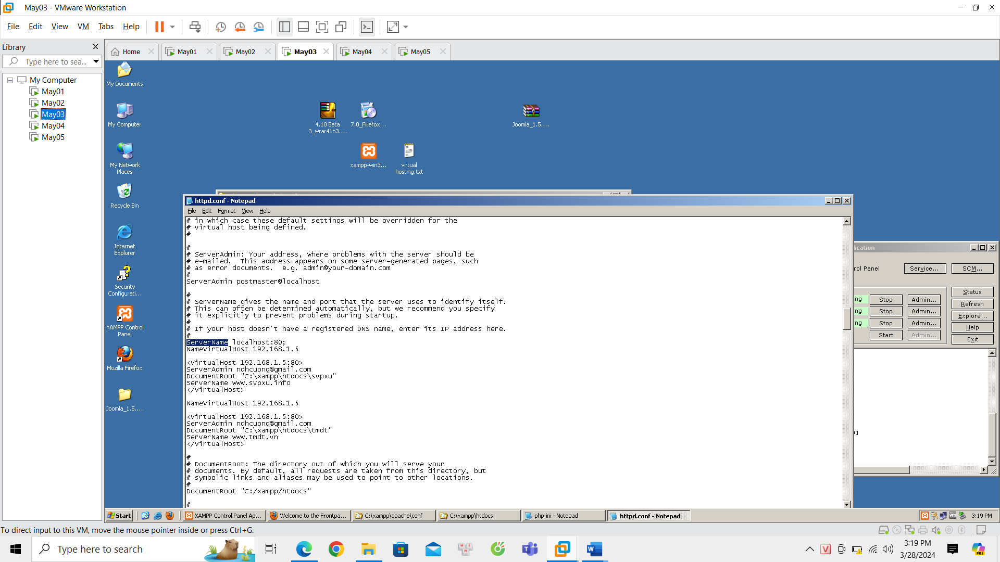 May03 - VMware Workstation
File Edit View VM Tabs Help
Library
Type here to sea...
Home May01 May02 May03 May04 May05
My Computer
May01
May02
May03
May04
May05
My Documents
My Computer
4.10 Beta
3_wrar41b3....
7.0_Firefox...
Joomla_1.5....
My Network
Places
xampp-win3...
virtual
hosting.txt
Recycle Bin
Internet
Explorer
Security
Configurati...
XAMPP Control
Panel
Mozilla Firefox
Joomla_1.5....
httpd.conf - Notepad
File Edit Format View Help
# in which case these default settings will be overridden for the
# virtual host being defined.
#
#
# ServerAdmin: Your address, where problems with the server should be
# e-mailed.  This address appears on some server-generated pages, such
# as error documents.  e.g. admin@your-domain.com
#
ServerAdmin postmaster@localhost
#
# ServerName gives the name and port that the server uses to identify itself.
# This can often be determined automatically, but we recommend you specify
# it explicitly to prevent problems during startup.
#
# If your host doesn't have a registered DNS name, enter its IP address here.
#
ServerName localhost:80;
NameVirtualHost 192.168.1.5
<VirtualHost 192.168.1.5:80>
ServerAdmin ndhcuong@gmail.com
DocumentRoot "C:\xampp\htdocs\svpxu"
ServerName www.svpxu.info
</VirtualHost>
NameVirtualHost 192.168.1.5
<VirtualHost 192.168.1.5:80>
ServerAdmin ndhcuong@gmail.com
DocumentRoot "C:\xampp\htdocs\tmdt"
ServerName www.tmdt.vn
</VirtualHost>
#
# DocumentRoot: The directory out of which you will serve your
# documents. By default, all requests are taken from this directory, but
# symbolic links and aliases may be used to point to other locations.
#
DocumentRoot "C:/xampp/htdocs"
#
lication
rol Panel Service... SCM...
Status
ng Stop Admin...
Refresh
ng Stop Admin...
Explore...
ng Stop Admin...
Help
Start Admin...
Exit
Start
XAMPP Control Panel Ap...
Welcome to the Frontpa...
C:\xampp\apache\conf
C:\xampp\htdocs
php.ini - Notepad
httpd.conf - Notepad
3:19 PM
To direct input to this VM, move the mouse pointer inside or press Ctrl+G.
Type here to search
3:19 PM
3/28/2024